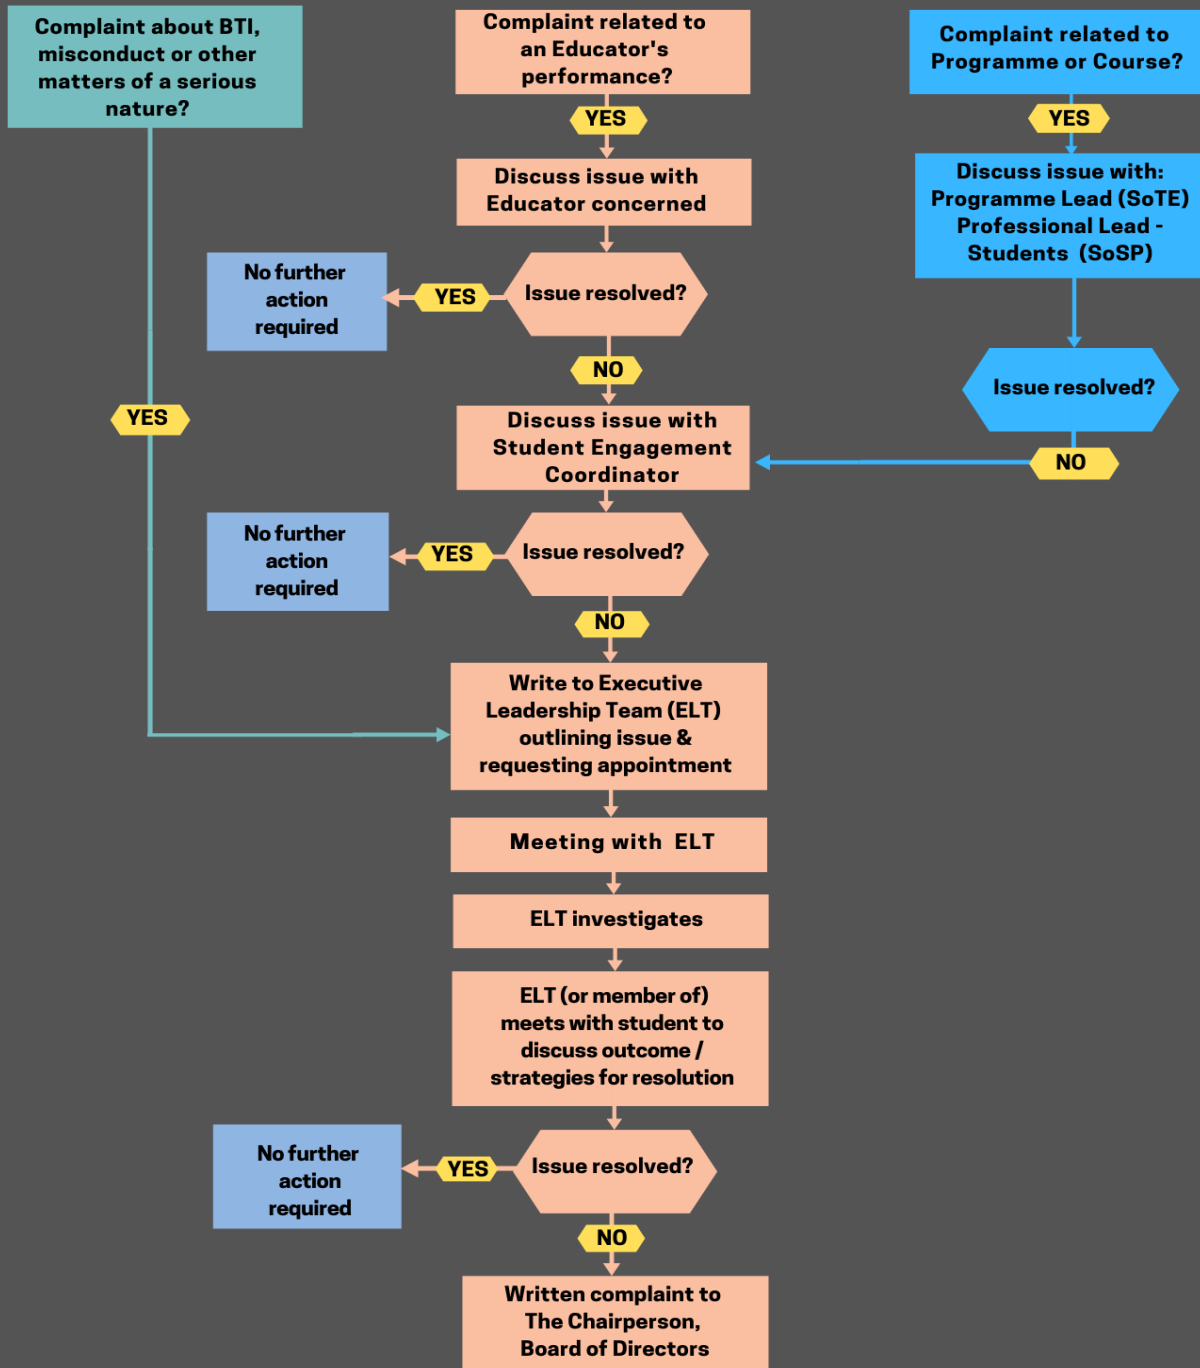 Complaint about BTI,
misconduct or other
matters of a serious
nature?
YES
Complaint related to
an Educator's
performance?
YES
Discuss issue with
Educator concerned
Issue resolved?
YES
No further
action
required
NO
Complaint related to
Programme or Course?
YES
Discuss issue with:
Programme Lead (SoTE)
Professional Lead -
Students (SoSP)
Issue resolved?
NO
Discuss issue with
Student Engagement
Coordinator
Issue resolved?
YES
No further
action
required
NO
Write to Executive
Leadership Team (ELT)
outlining issue &
requesting appointment
Meeting with ELT
ELT investigates
ELT (or member of)
meets with student to
discuss outcome /
strategies for resolution
Issue resolved?
YES
No further
action
required
NO
Written complaint to
The Chairperson,
Board of Directors